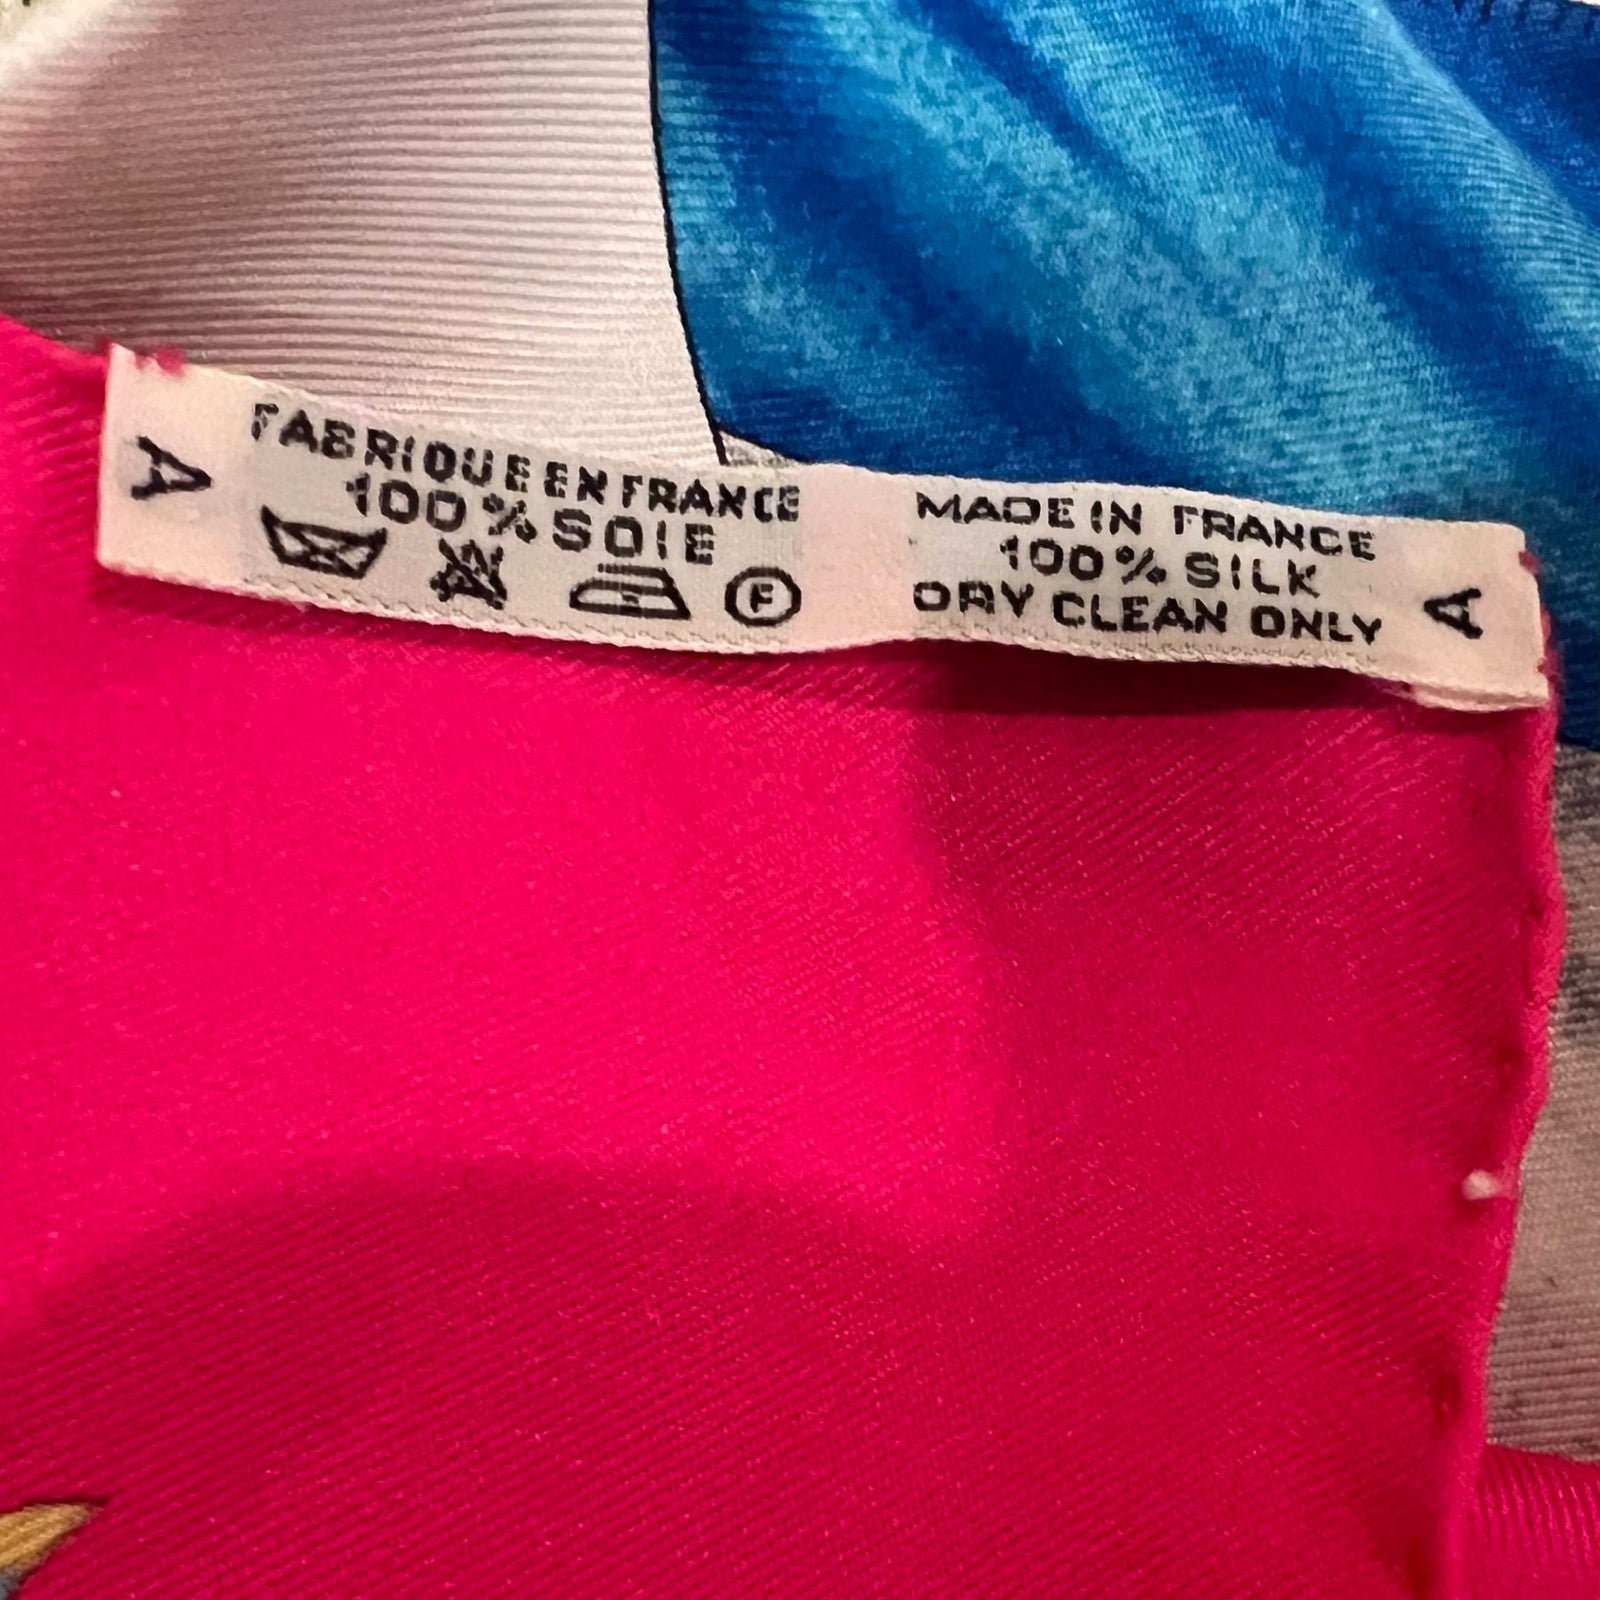 A
FABRIQUE EN FRANCE
100% SOIE
F
MADE IN FRANCE
100% SILK
DRY CLEAN ONLY
A